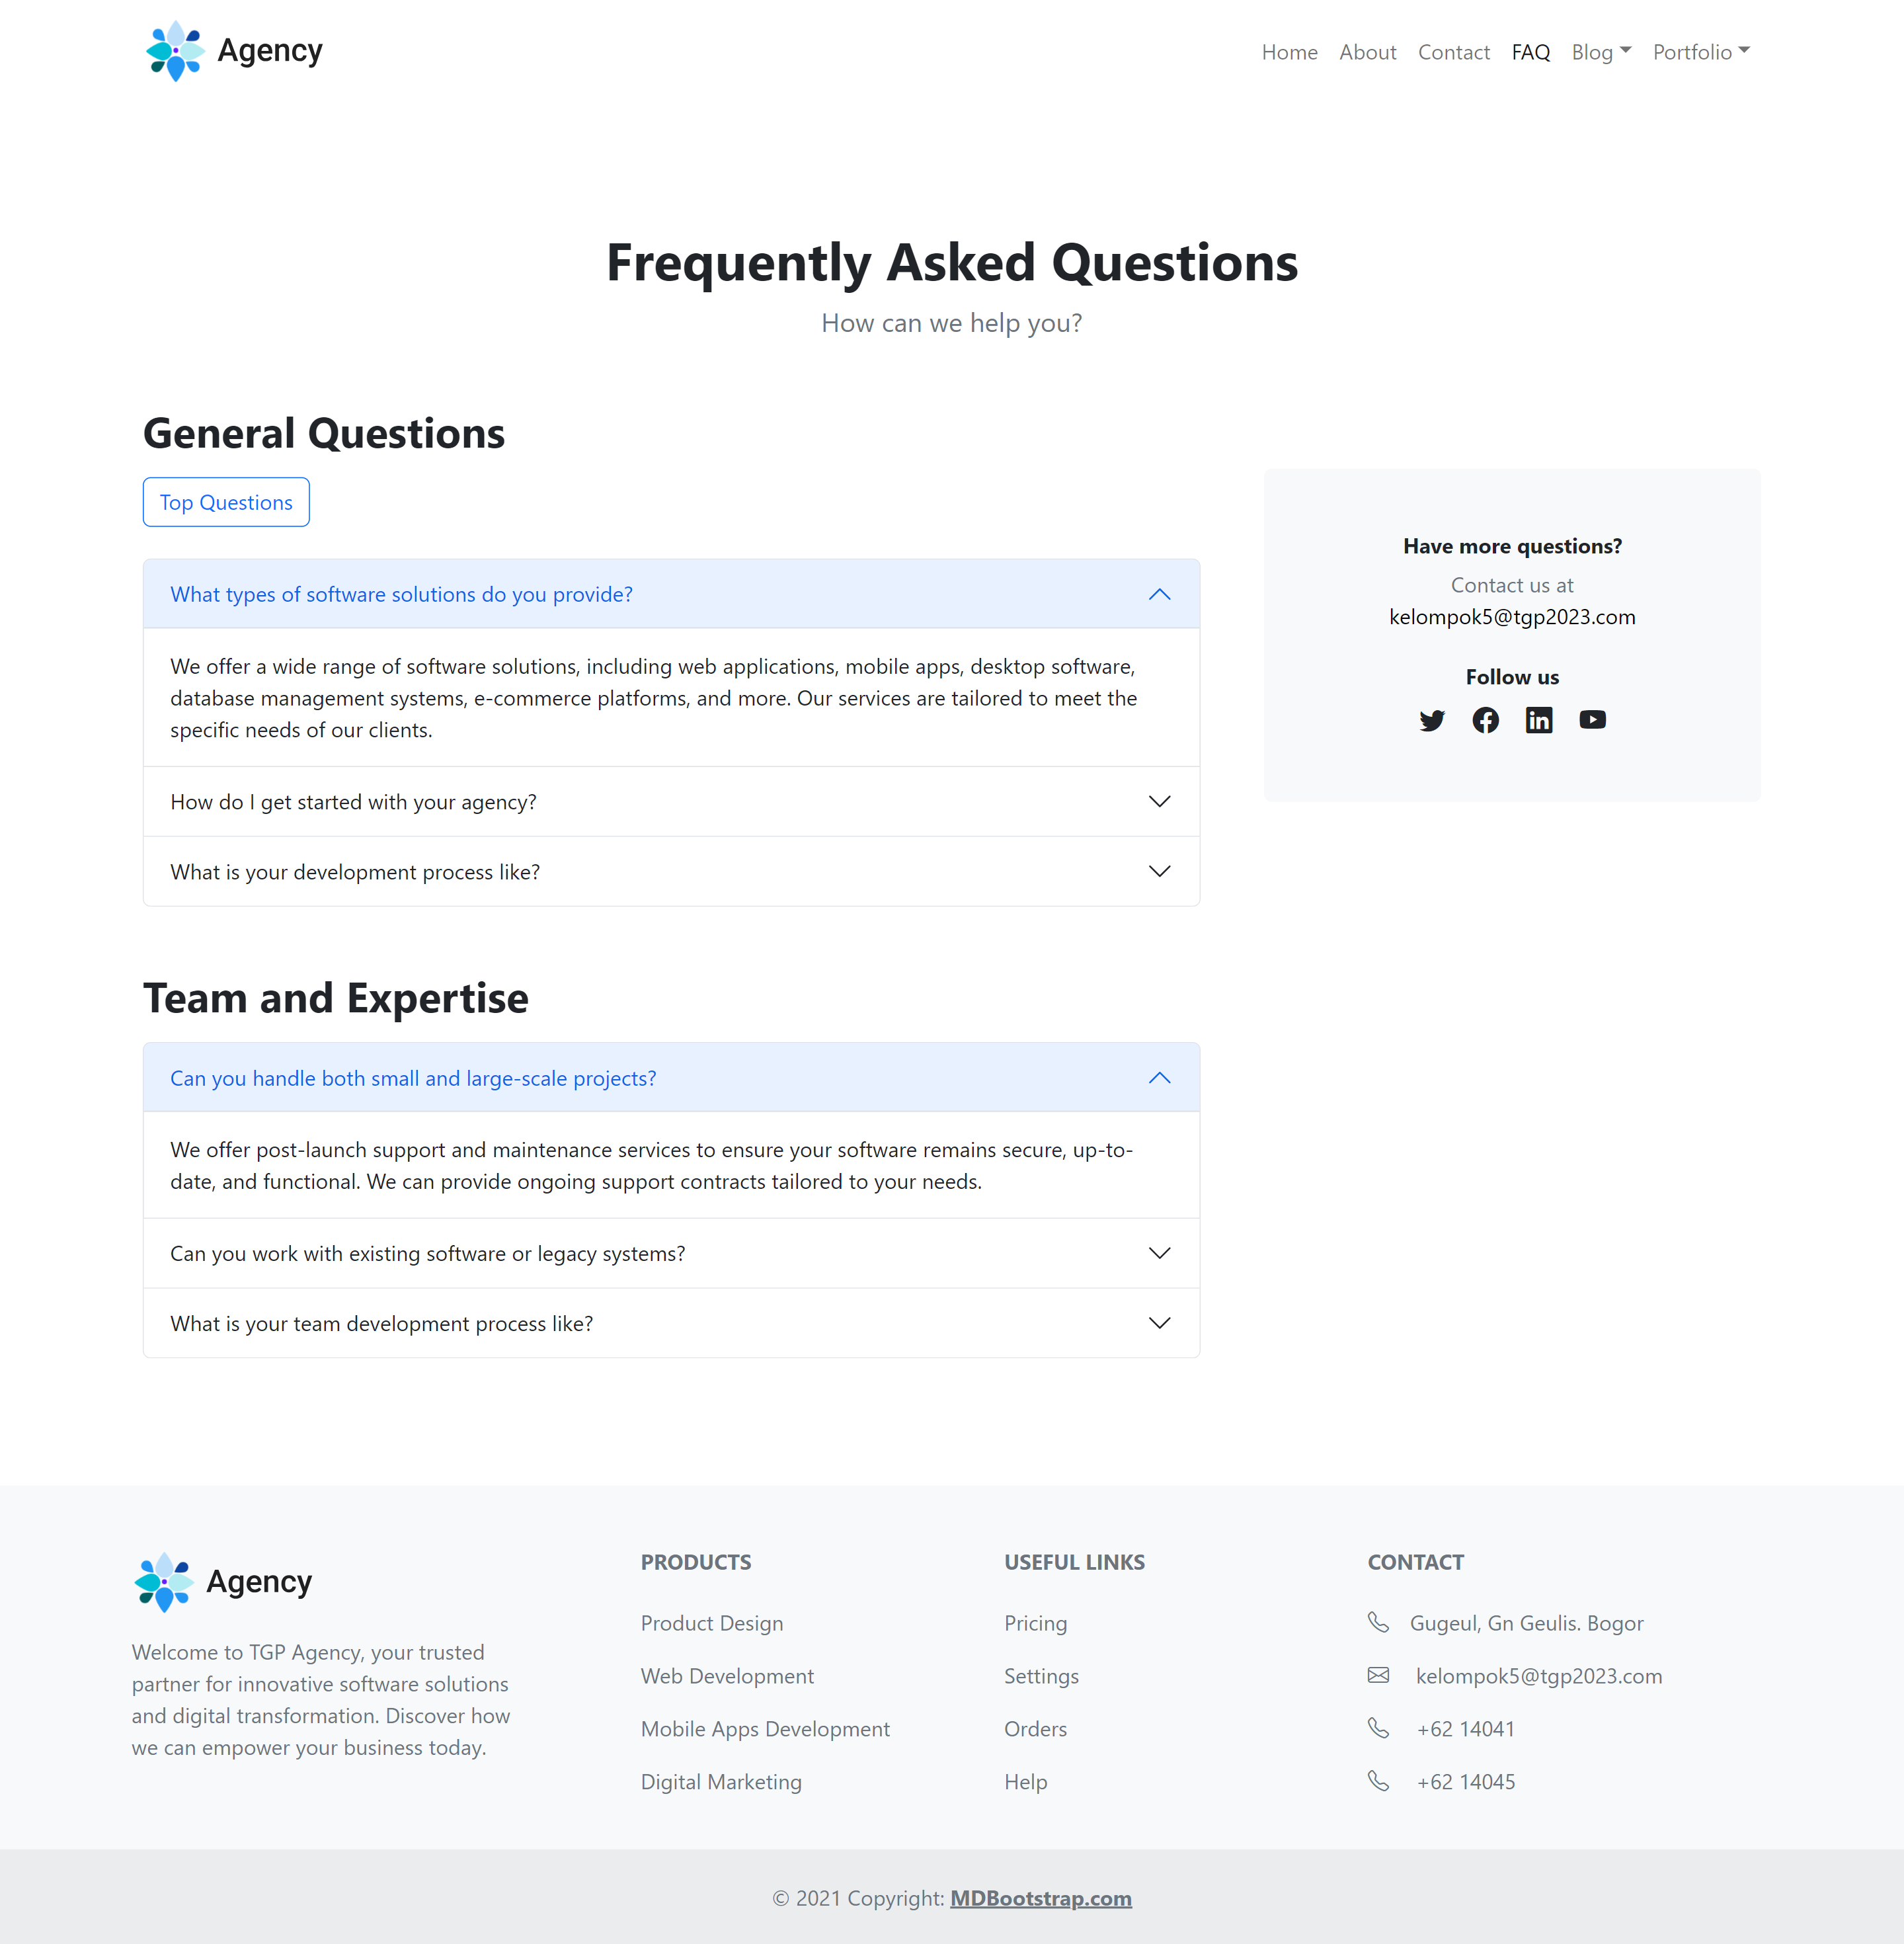 Agency
Home About Contact FAQ Blog Portfolio
Frequently Asked Questions
How can we help you?
General Questions
Top Questions
What types of software solutions do you provide?
We offer a wide range of software solutions, including web applications, mobile apps, desktop software,
database management systems, e-commerce platforms, and more. Our services are tailored to meet the
specific needs of our clients.
How do I get started with your agency?
What is your development process like?
Have more questions?
Contact us at
kelompok5@tgp2023.com
Follow us
Team and Expertise
Can you handle both small and large-scale projects?
We offer post-launch support and maintenance services to ensure your software remains secure, up-to-
date, and functional. We can provide ongoing support contracts tailored to your needs.
Can you work with existing software or legacy systems?
What is your team development process like?
Agency
Welcome to TGP Agency, your trusted
partner for innovative software solutions
and digital transformation. Discover how
we can empower your business today.
PRODUCTS
Product Design
Web Development
Mobile Apps Development
Digital Marketing
USEFUL LINKS
Pricing
Settings
Orders
Help
CONTACT
Gugeul, Gn Geulis. Bogor
kelompok5@tgp2023.com
+62 14041
+62 14045
© 2021 Copyright: MDBootstrap.com